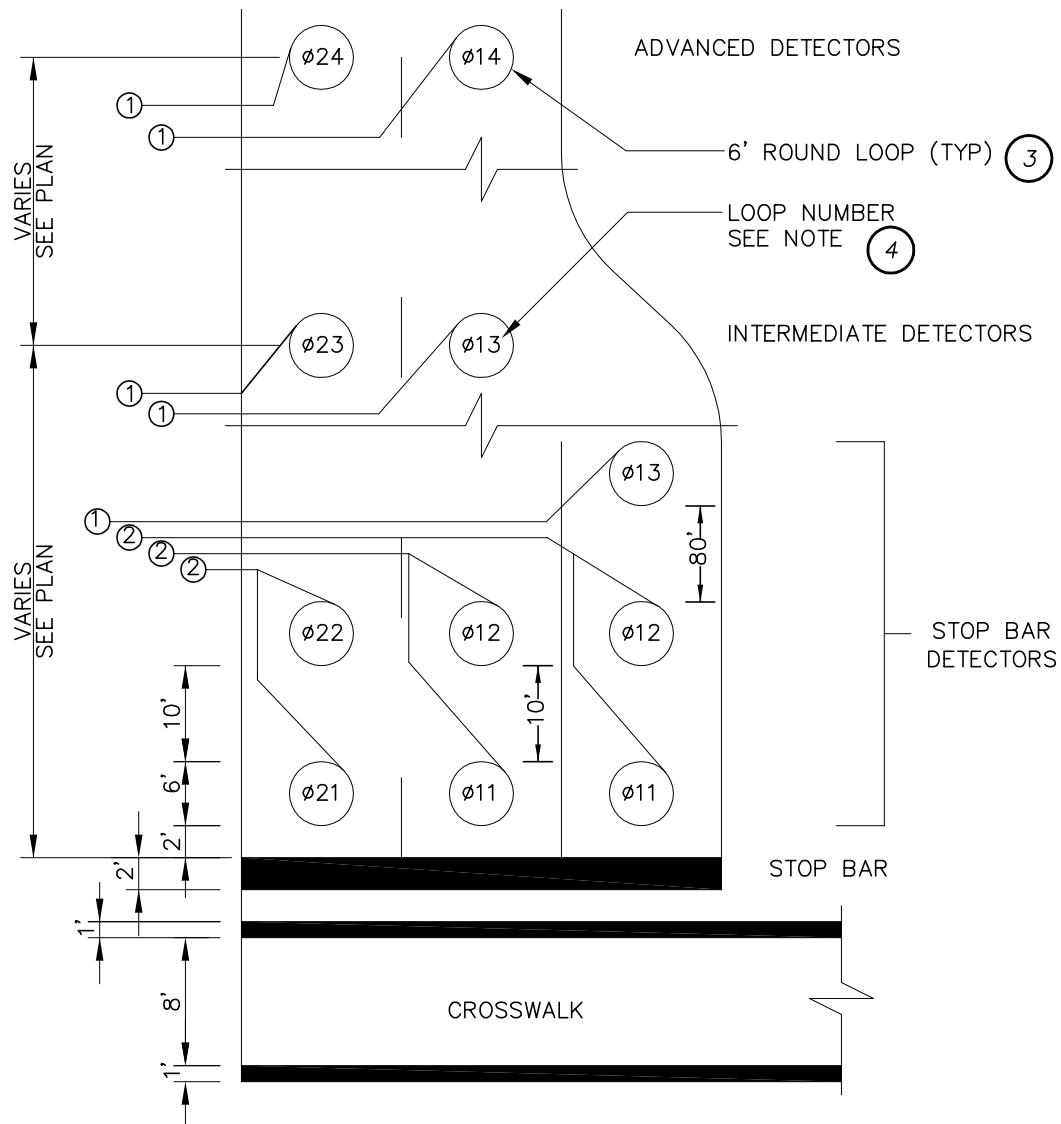 ADVANCED DETECTORS
ø24
ø14
1
1
6' ROUND LOOP (TYP) 3
VARIES
SEE PLAN
LOOP NUMBER
SEE NOTE 4
INTERMEDIATE DETECTORS
ø23
ø13
1
1
ø13
1
2
2
2
80'
VARIES
SEE PLAN
ø22
ø12
ø12
STOP BAR
DETECTORS
10'
10'
6'
ø21
ø11
ø11
2'
2'
STOP BAR
1'
8'
CROSSWALK
1'